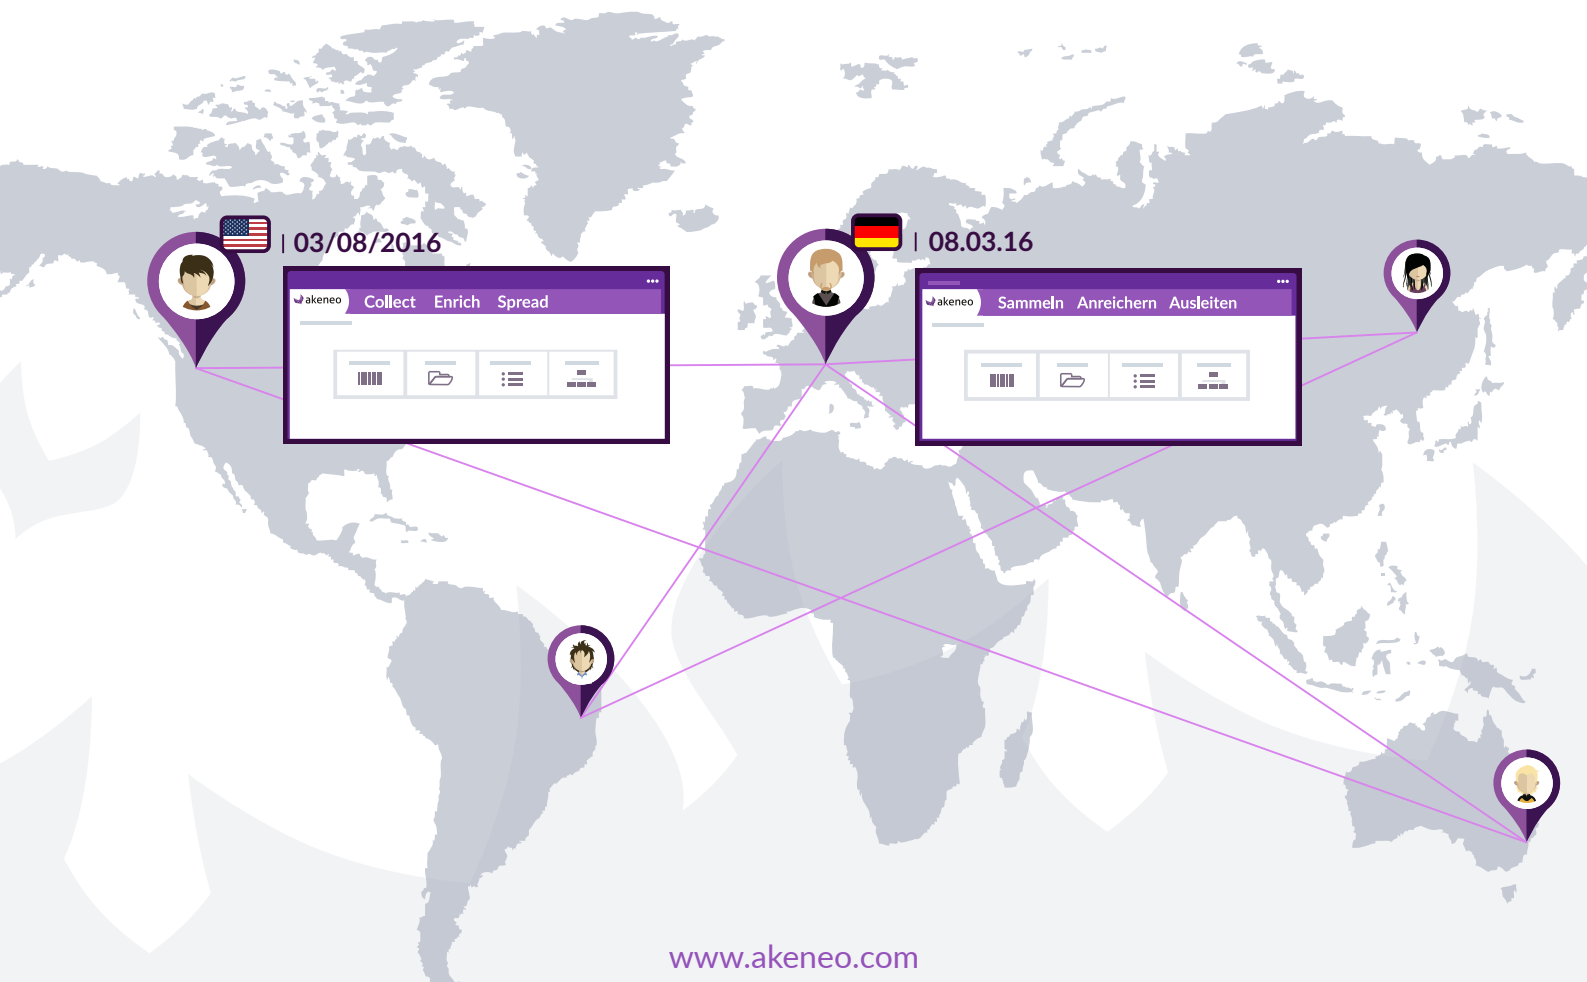 | 03/08/2016
akeneo Collect Enrich Spread
| 08.03.16
akeneo Sammeln Anreichern Ausleiten
www.akeneo.com